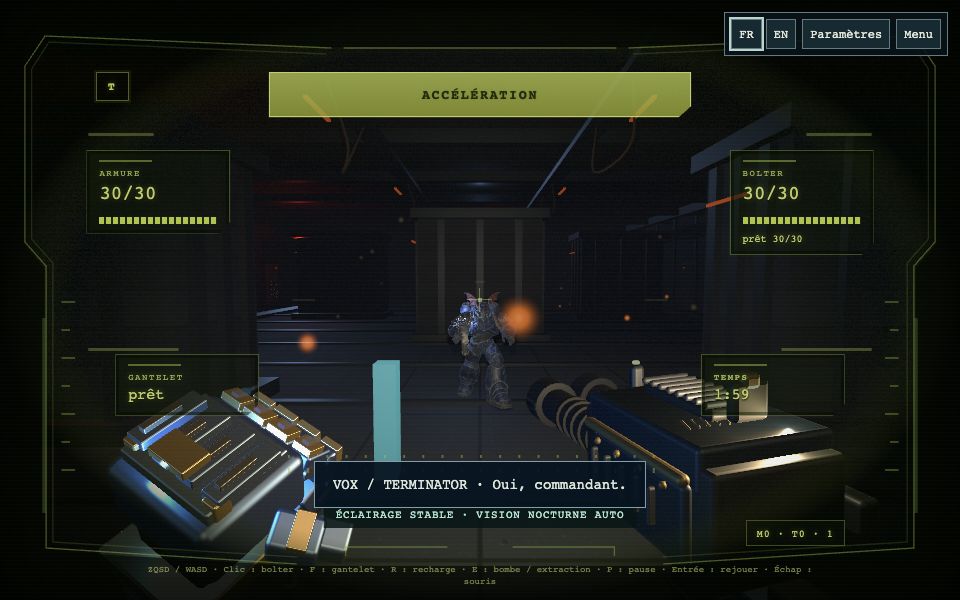 FR EN Paramètres Menu
T
ACCÉLÉRATION
ARMURE
30/30
BOLTER
30/30
prêt 30/30
GANTELET
prêt
TEMPS
1:59
VOX / TERMINATOR · Oui, commandant.
ÉCLAIRAGE STABLE · VISION NOCTURNE AUTO
M0 · T0 · 1
ZQSD / WASD · Clic : bolter · F : gantelet · R : recharge · E : bombe / extraction · P : pause · Entrée : rejouer · Échap :
souris